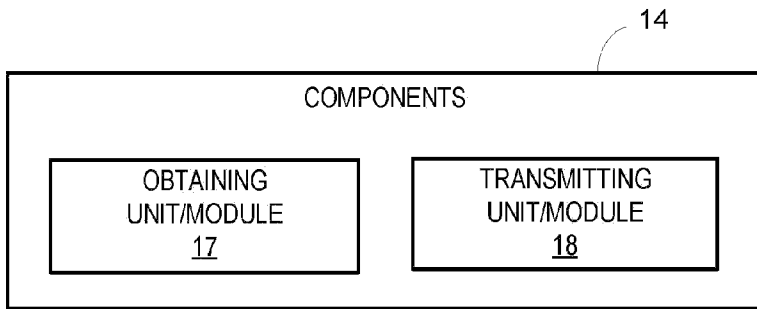 14
COMPONENTS
OBTAINING
UNIT/MODULE
17
TRANSMITTING
UNIT/MODULE
18